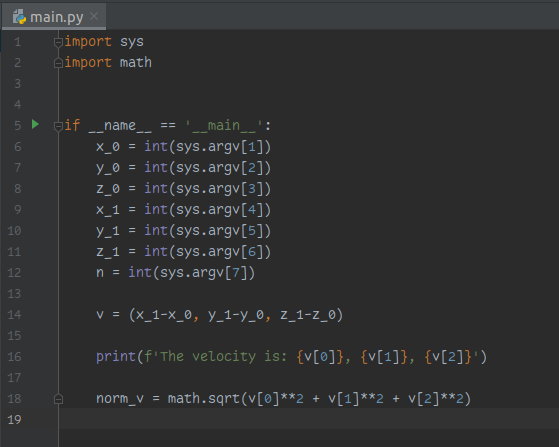 main.py
1 import sys
2 import math
3
4
5 if __name__ == '__main__':
6     x_0 = int(sys.argv[1])
7     y_0 = int(sys.argv[2])
8     z_0 = int(sys.argv[3])
9     x_1 = int(sys.argv[4])
10     y_1 = int(sys.argv[5])
11     z_1 = int(sys.argv[6])
12     n = int(sys.argv[7])
13
14     v = (x_1-x_0, y_1-y_0, z_1-z_0)
15
16     print(f'The velocity is: {v[0]}, {v[1]}, {v[2]}')
17
18     norm_v = math.sqrt(v[0]**2 + v[1]**2 + v[2]**2)
19